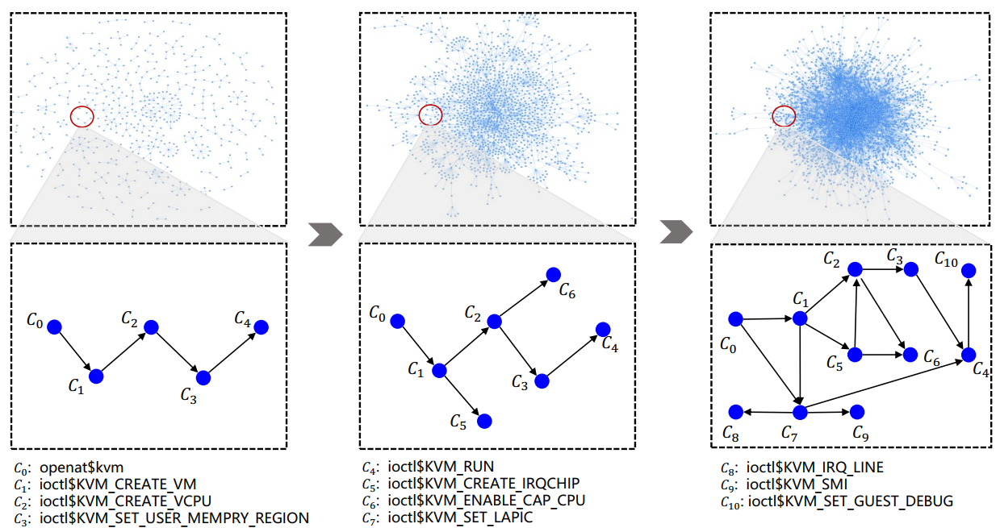 C0 C2 C4
C1 C3
C0 C2 C6
C1 C3 C4
C5
C2 C3 C10
C1
C0 C5 C6 C4
C8 C7 C9
C0: openat$kvm
C1: ioctl$KVM_CREATE_VM
C2: ioctl$KVM_CREATE_VCPU
C3: ioctl$KVM_SET_USER_MEMPRY_REGION
C4: ioctl$KVM_RUN
C5: ioctl$KVM_CREATE_IRQCHIP
C6: ioctl$KVM_ENABLE_CAP_CPU
C7: ioctl$KVM_SET_LAPIC
C8: ioctl$KVM_IRQ_LINE
C9: ioctl$KVM_SMI
C10: ioctl$KVM_SET_GUEST_DEBUG